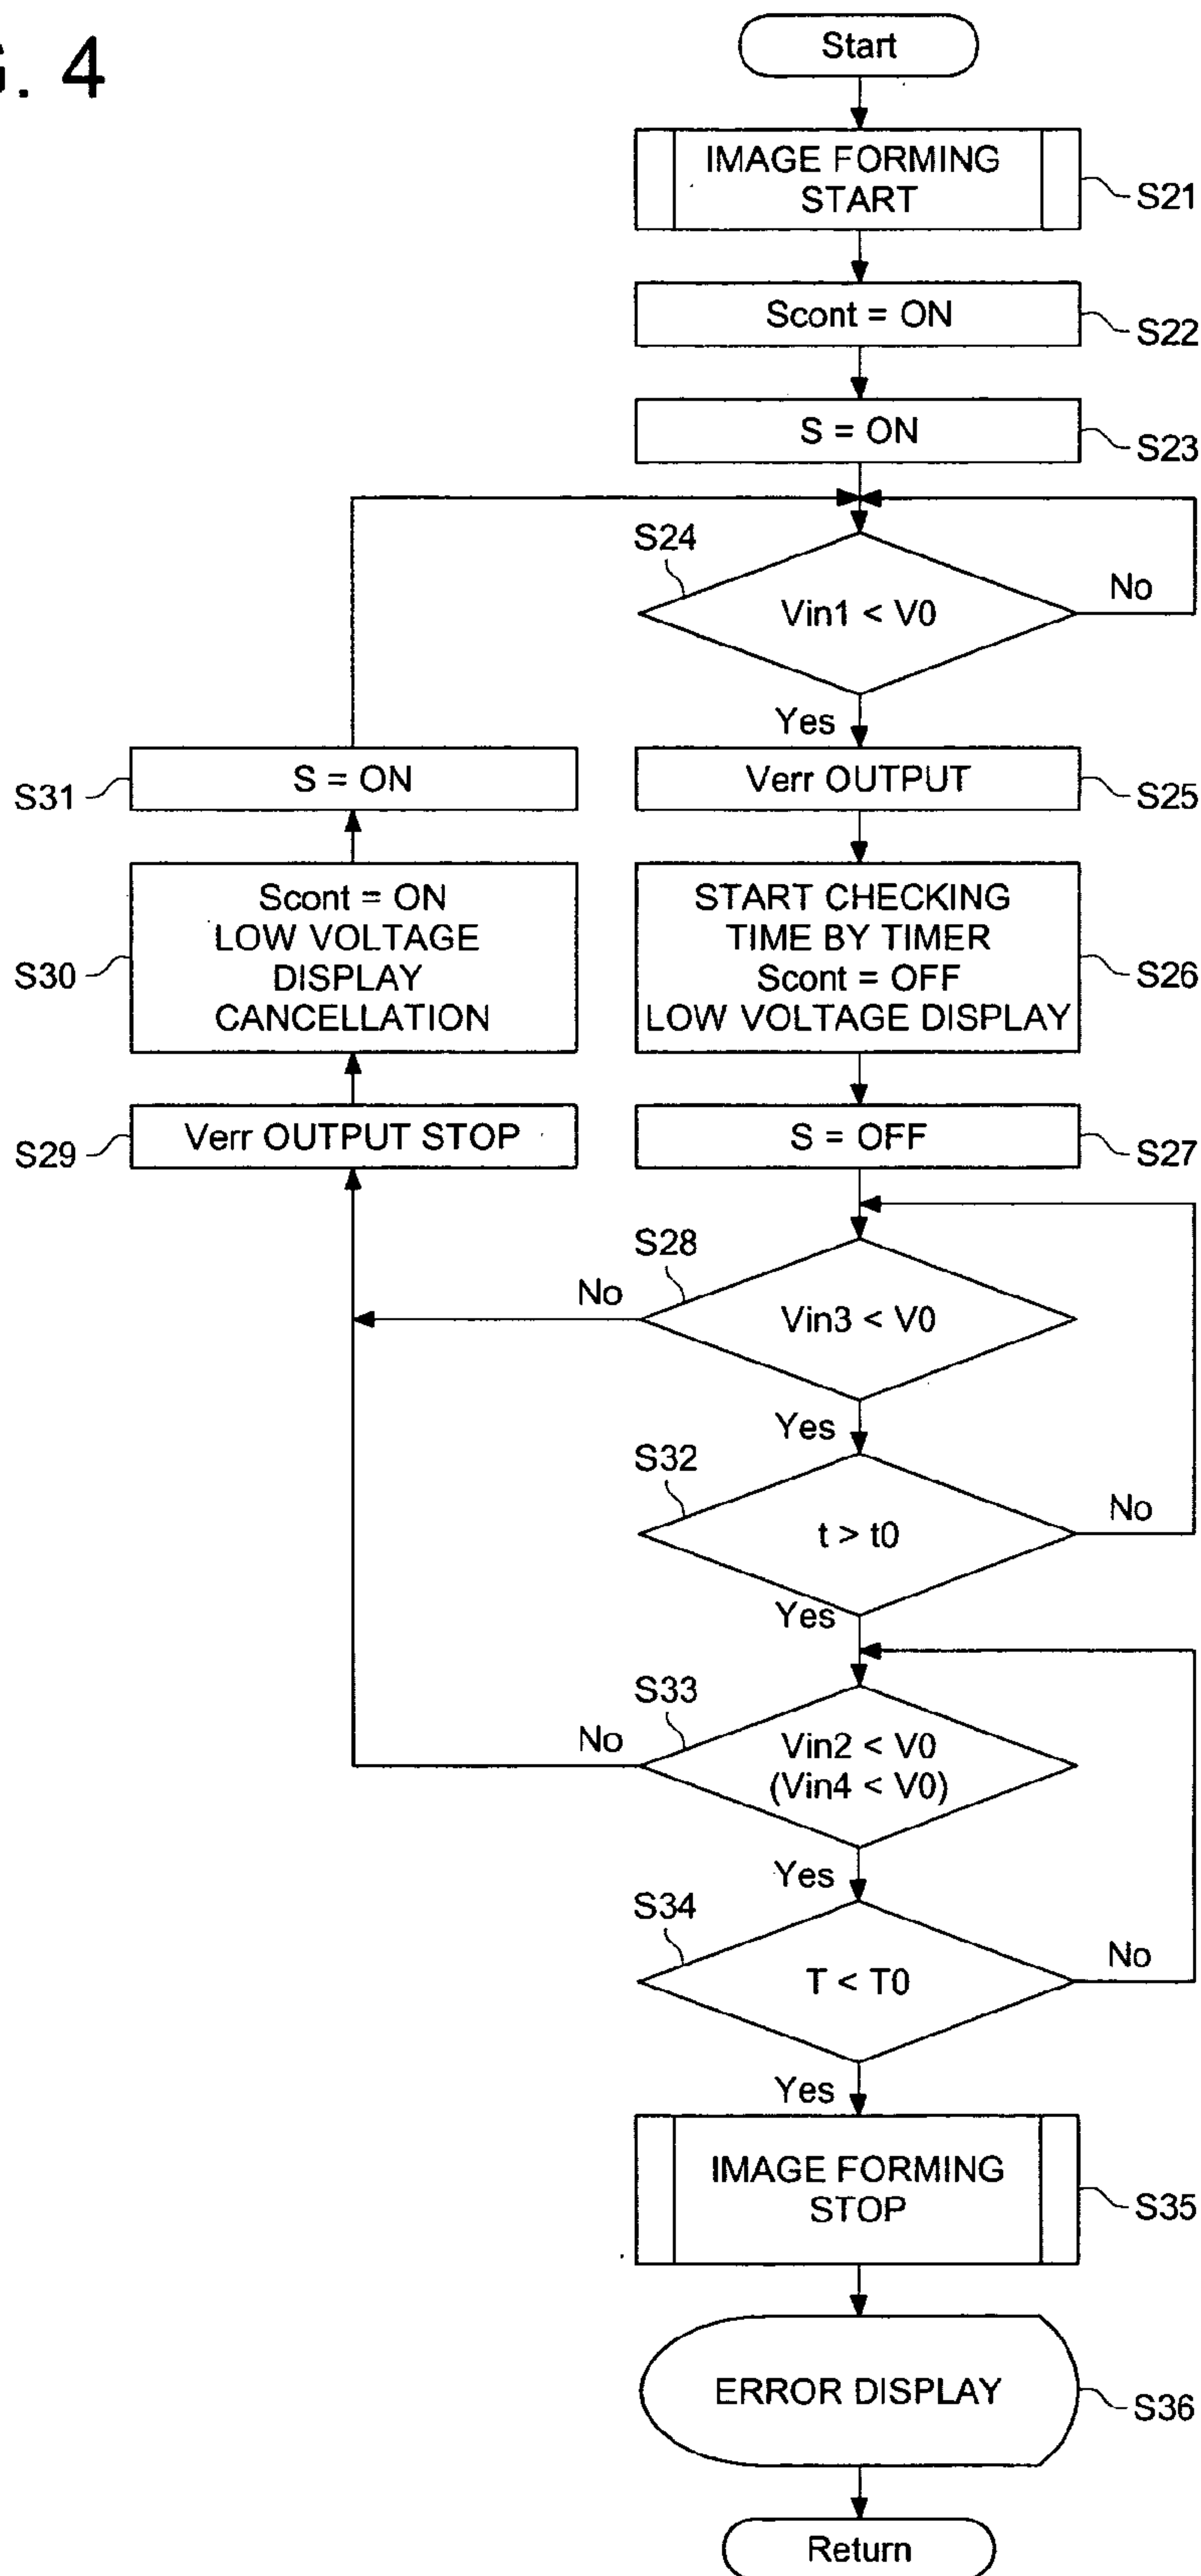 . 4
Start
IMAGE FORMING
START
S21
Scont = ON
S22
S = ON
S23
S24
Vin1 < V0
No
Yes
S31
S = ON
Verr OUTPUT
S25
S30
Scont = ON
LOW VOLTAGE
DISPLAY
CANCELLATION
START CHECKING
TIME BY TIMER
Scont = OFF
LOW VOLTAGE DISPLAY
S26
S29
Verr OUTPUT STOP
S = OFF
S27
S28
No
Vin3 < V0
Yes
S32
t > t0
No
Yes
S33
No
Vin2 < V0
(Vin4 < V0)
Yes
S34
T < T0
No
Yes
IMAGE FORMING
STOP
S35
ERROR DISPLAY
S36
Return